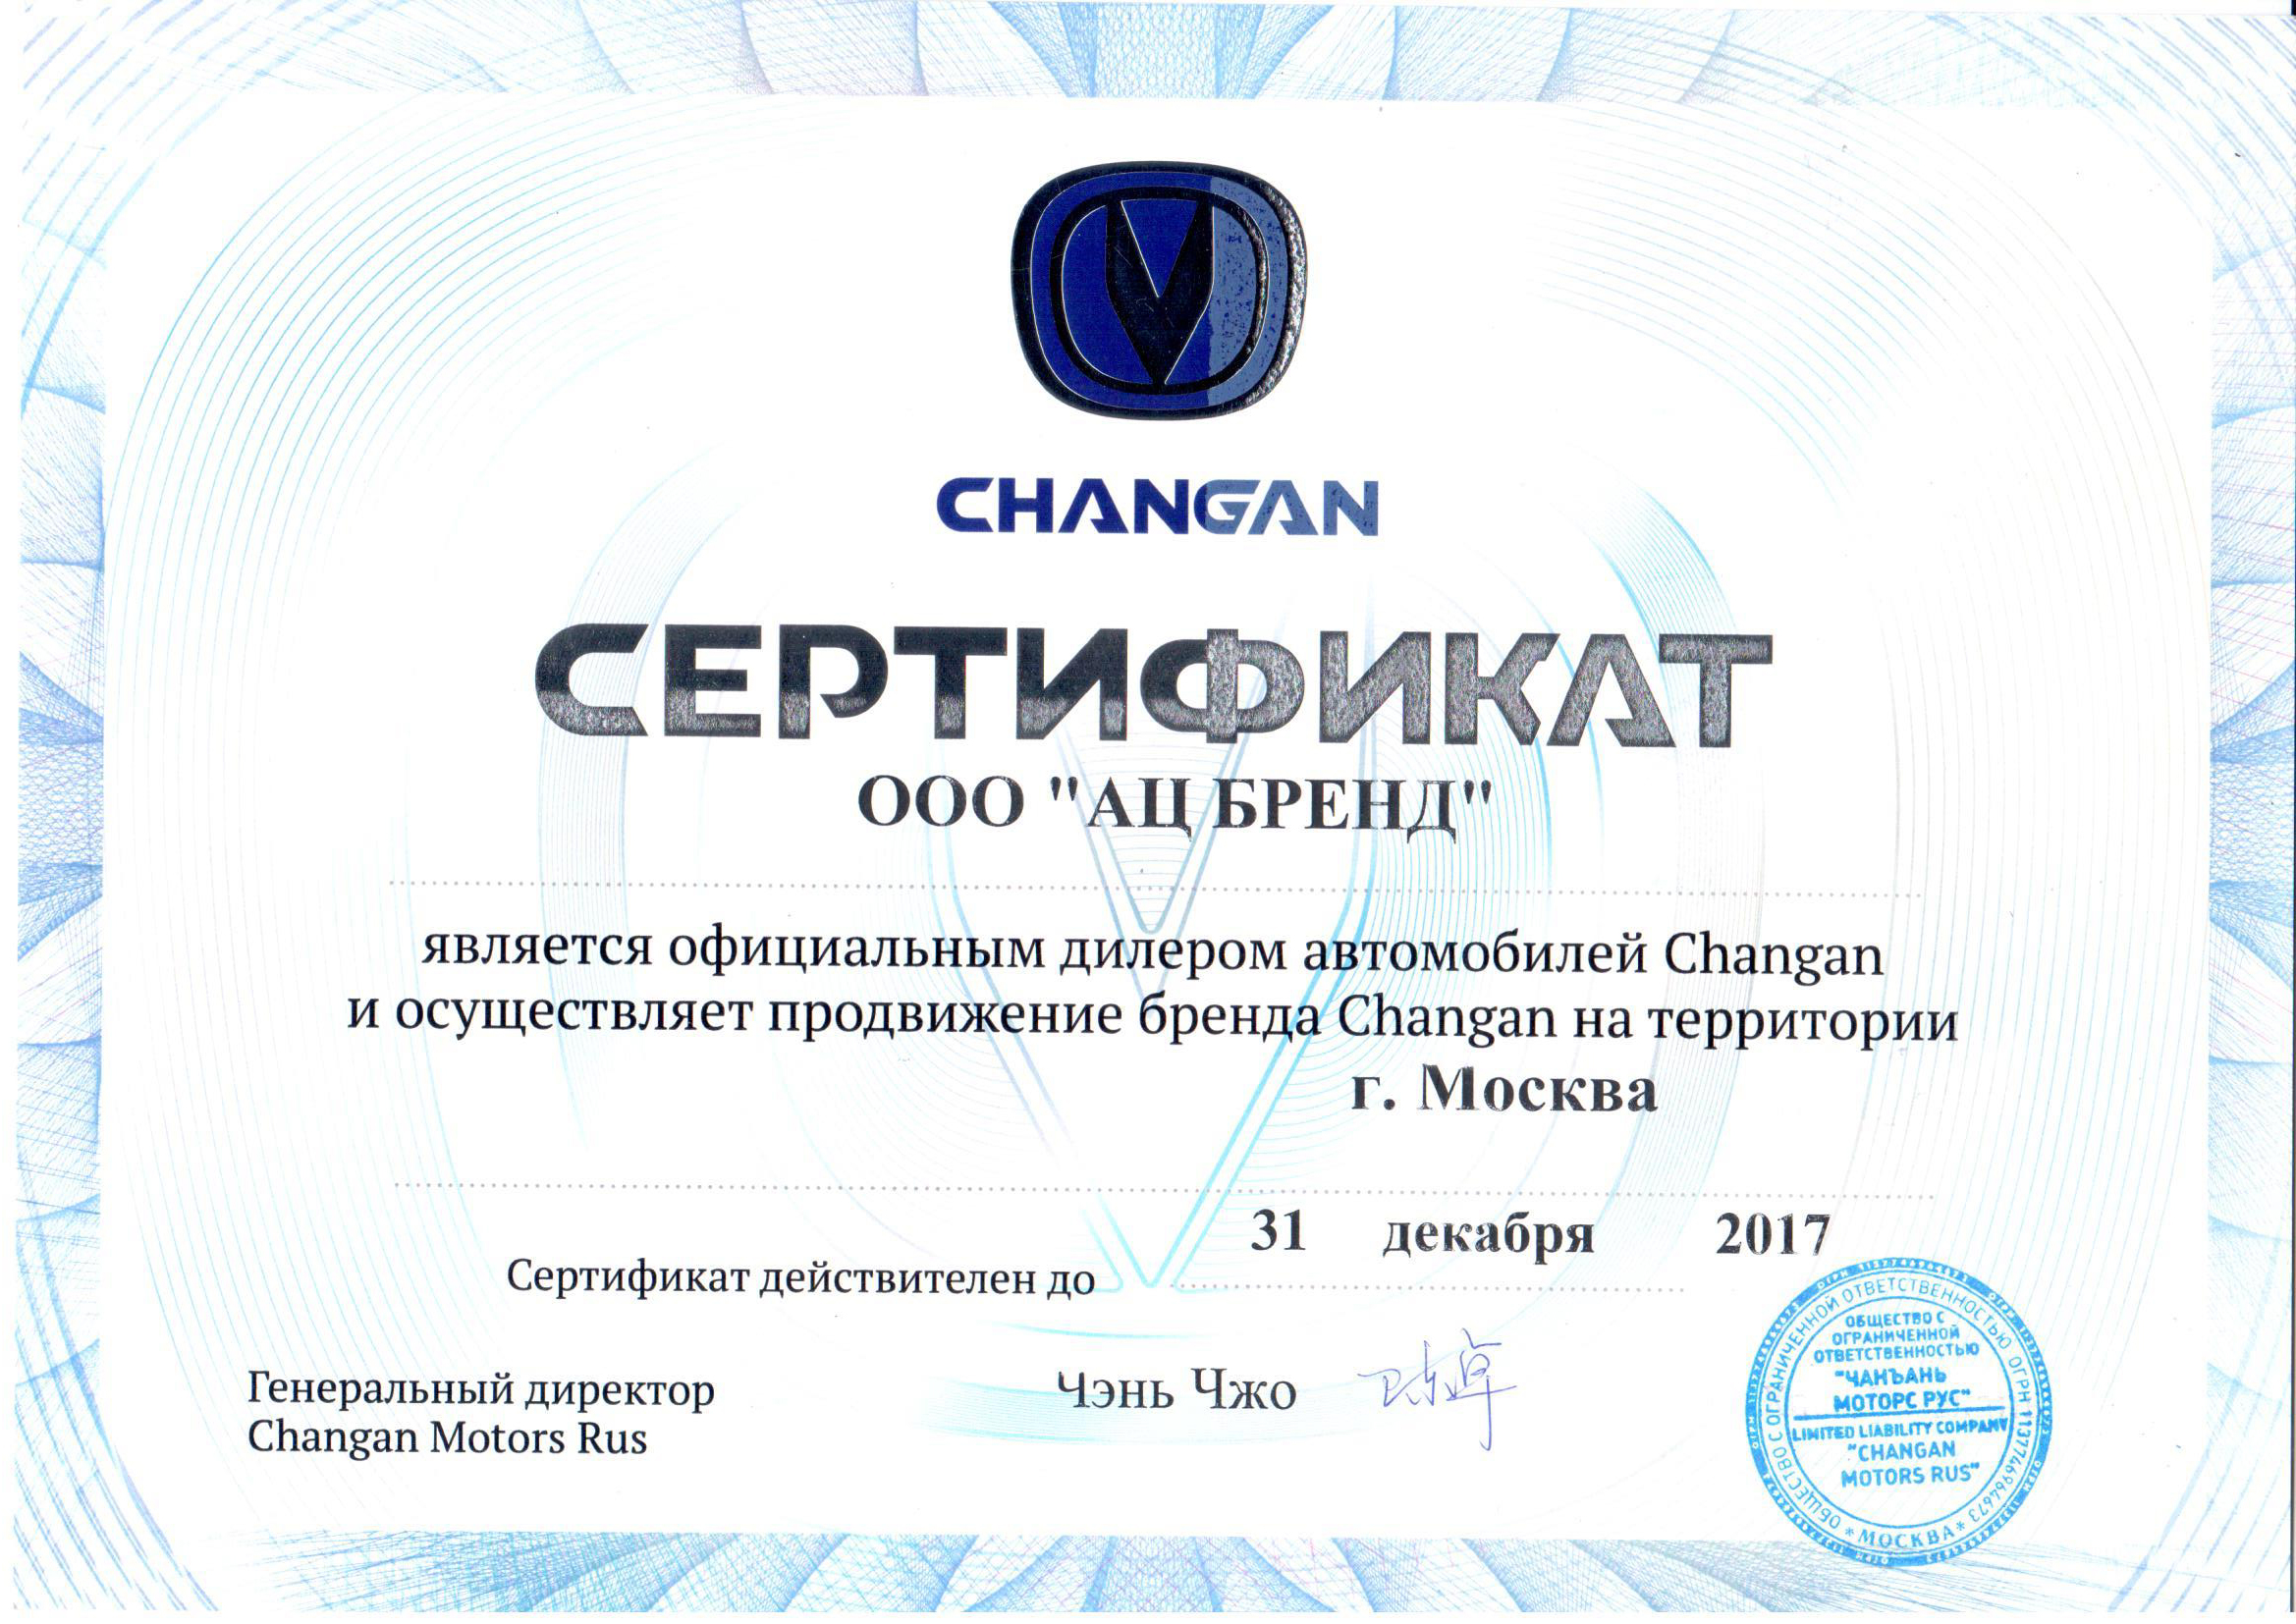 CHANGAN
СЕРТИФИКАТ
ООО "АЦ БРЕНД"
является официальным дилером автомобилей Changan
и осуществляет продвижение бренда Changan на территории
г. Москва
31 декабря 2017
Сертификат действителен до
Генеральный директор
Changan Motors Rus
Чэнь Чжо
陈卓
ОБЩЕСТВО С ОГРАНИЧЕННОЙ ОТВЕТСТВЕННОСТЬЮ ОГРН 1137746964673
* МОСКВА *
ОБЩЕСТВО С
ОГРАНИЧЕННОЙ
ОТВЕТСТВЕННОСТЬЮ
"ЧАНЪАНЬ
МОТОРС РУС"
LIMITED LIABILITY COMPANY
"CHANGAN
MOTORS RUS"